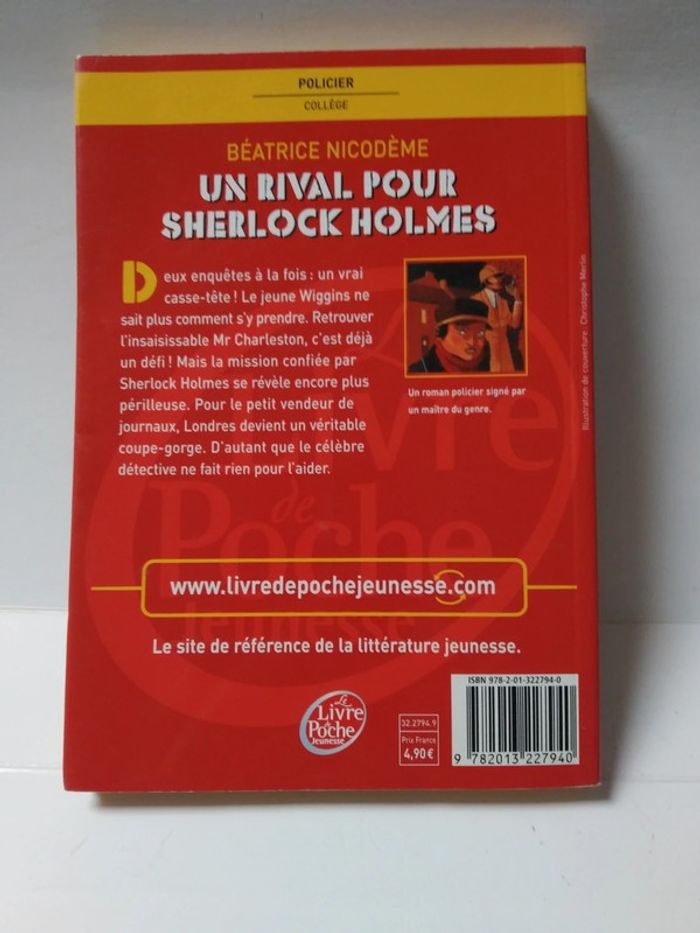 POLICIER
COLLÈGE
BÉATRICE NICODÈME
UN RIVAL POUR
SHERLOCK HOLMES
Deux enquêtes à la fois : un vrai
casse-tête ! Le jeune Wiggins ne
sait plus comment s'y prendre. Retrouver
l'insaisissable Mr Charleston, c'est déjà
un défi ! Mais la mission confiée par
Sherlock Holmes se révèle encore plus
périlleuse. Pour le petit vendeur de
journaux, Londres devient un véritable
coupe-gorge. D'autant que le célèbre
détective ne fait rien pour l'aider.
Un roman policier signé par
un maître du genre.
Illustration de couverture : Christophe Merlin
Livre
de
Poche
Jeunesse
www.livredepochejeunesse.com
Le site de référence de la littérature jeunesse.
Le
Livre
de
Poche
Jeunesse
32.2794.9
Prix France
4,90 €
ISBN 978-2-01-322794-0
9 782013 227940